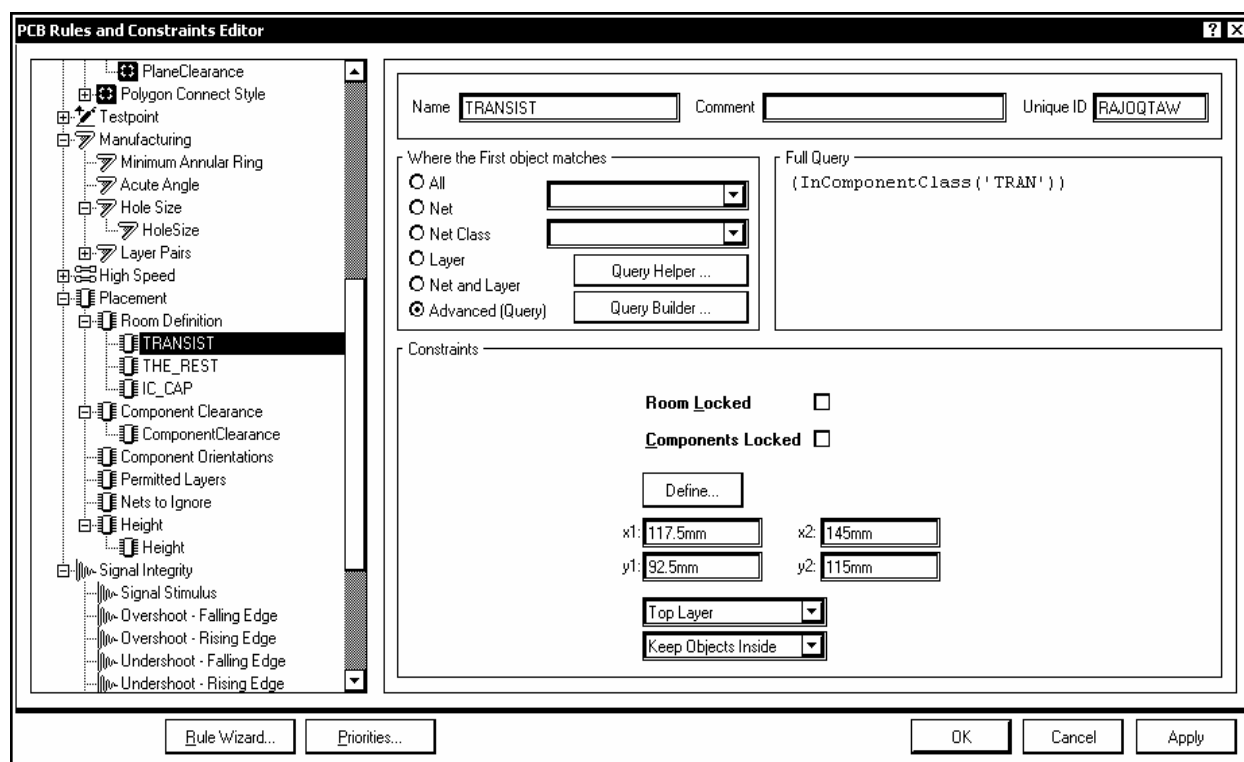 PCB Rules and Constraints Editor
PlaneClearance
Polygon Connect Style
Testpoint
Manufacturing
Minimum Annular Ring
Acute Angle
Hole Size
HoleSize
Layer Pairs
High Speed
Placement
Room Definition
TRANSIST
THE_REST
IC_CAP
Component Clearance
ComponentClearance
Component Orientations
Permitted Layers
Nets to Ignore
Height
Height
Signal Integrity
Signal Stimulus
Overshoot - Falling Edge
Overshoot - Rising Edge
Undershoot - Falling Edge
Undershoot - Rising Edge
Name TRANSIST Comment Unique ID RAJOQTAW
Where the First object matches
All
Net
Net Class
Layer
Net and Layer
Advanced (Query)
Query Helper ...
Query Builder ...
Full Query
(InComponentClass('TRAN'))
Constraints
Room Locked
Components Locked
Define...
x1: 117.5mm x2: 145mm
y1: 92.5mm y2: 115mm
Top Layer
Keep Objects Inside
Rule Wizard... Priorities... OK Cancel Apply